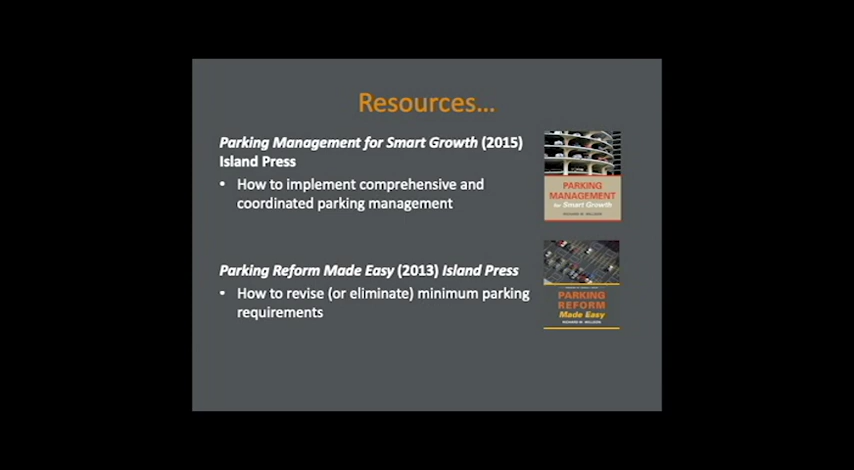 Resources...
Parking Management for Smart Growth (2015)
Island Press
• How to implement comprehensive and
coordinated parking management
PARKING
MANAGEMENT
for Smart Growth
RICHARD W. WILLSON
Parking Reform Made Easy (2013) Island Press
• How to revise (or eliminate) minimum parking
requirements
PARKING
REFORM
Made Easy
RICHARD W. WILLSON